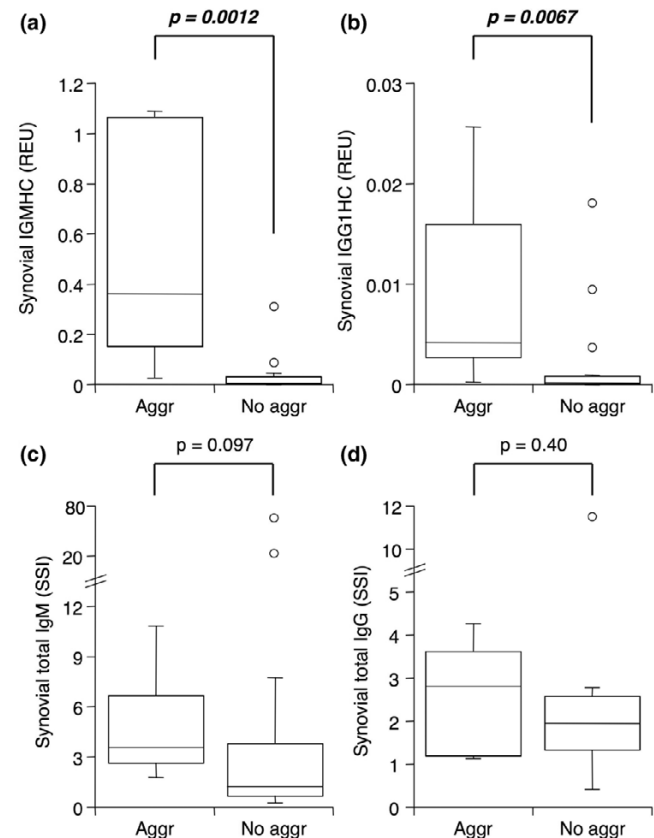 (a)
p = 0.0012
Synovial IGMHC (REU)
1.2
1
0.8
0.6
0.4
0.2
0
Aggr No aggr
(b)
p = 0.0067
Synovial IGG1HC (REU)
0.03
0.02
0.01
0
Aggr No aggr
(c)
p = 0.097
Synovial total IgM (SSI)
80
20
12
9
6
3
0
Aggr No aggr
(d)
p = 0.40
Synovial total IgG (SSI)
12
10
5
4
3
2
1
0
Aggr No aggr